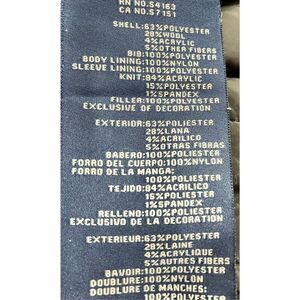 RN NO.54163
CA NO.57151
SHELL:63%POLYESTER
28%WOOL
4%ACRYLIC
5%OTHER FIBERS
BIB:100%POLYESTER
BODY LINING:100%NYLON
SLEEVE LINING:100%POLYESTER
KNIT:84%ACRYLIC
15%POLYESTER
1%SPANDEX
FILLER:100%POLYESTER
EXCLUSIVE OF DECORATION
EXTERIOR:63%POLIESTER
28%LANA
4%ACRILICO
5%OTRAS FIBRAS
BABERO:100%POLIESTER
FORRO DEL CUERPO:100%NYLON
FORRO DE LA MANGA:
100%POLIESTER
TEJIDO:84%ACRILICO
15%POLIESTER
1%SPANDEX
RELLENO:100%POLIESTER
EXCLUSIVO DE LA DECORATION
EXTERIEUR:63%POLYESTER
28%LAINE
4%ACRYLIQUE
5%AUTRES FIBRES
BAVOIR:100%POLYESTER
DOUBLURE:100%NYLON
DOUBLURE DE MANCHES:
100%POLYESTER